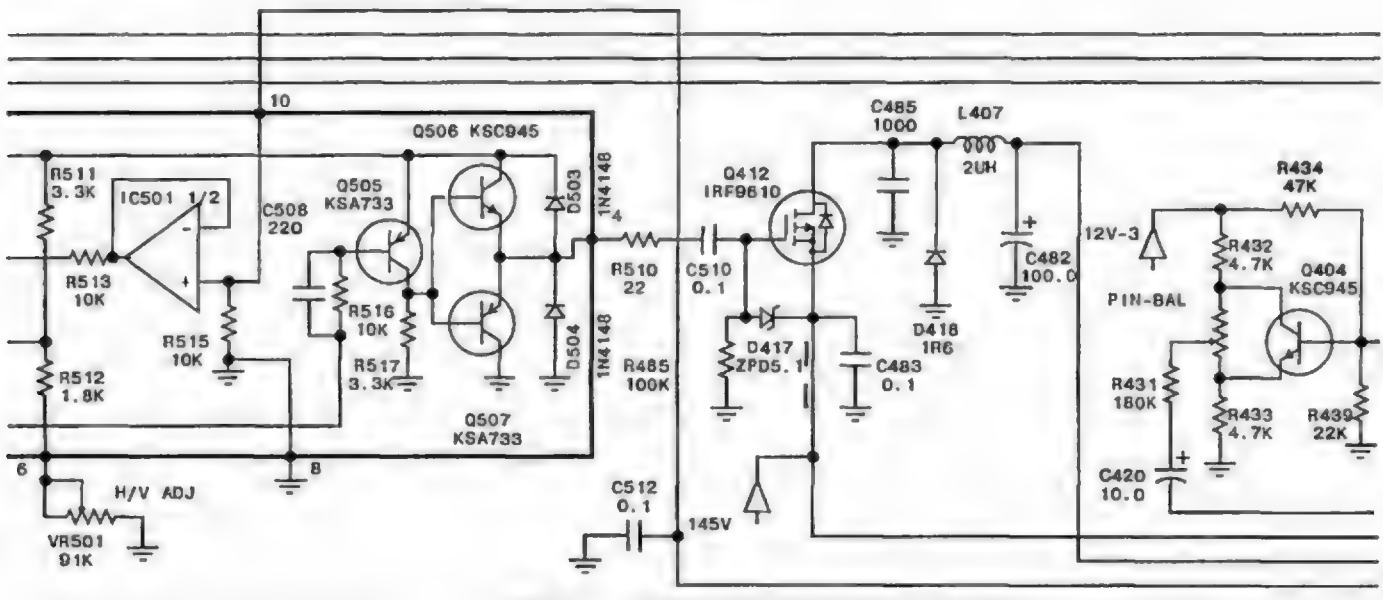 10
Q506 KSC945
C485
1000
L407
2UH
R511
3.3K
IC501 1/2
-
+
C508
220
Q505
KSA733
D503
1N4148
4
Q412
IRF9610
R434
47K
R513
10K
R510
22
C510
0.1
+
C482
100.0
12V-3
R432
4.7K
Q404
KSC945
PIN-BAL
R515
10K
R516
10K
R517
3.3K
D504
1N4148
R485
100K
D417
ZPD5.1
C483
0.1
D418
1R6
R512
1.8K
R431
180K
R433
4.7K
R439
22K
Q507
KSA733
6
8
+
C420
10.0
H/V ADJ
VR501
91K
C512
0.1
145V